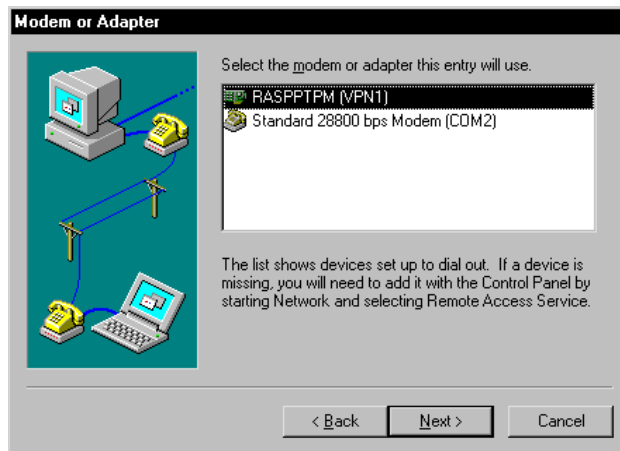 Modem or Adapter
Select the modem or adapter this entry will use.
RASPPTPM (VPN1)
Standard 28800 bps Modem (COM2)
The list shows devices set up to dial out. If a device is
missing, you will need to add it with the Control Panel by
starting Network and selecting Remote Access Service.
< Back
Next >
Cancel